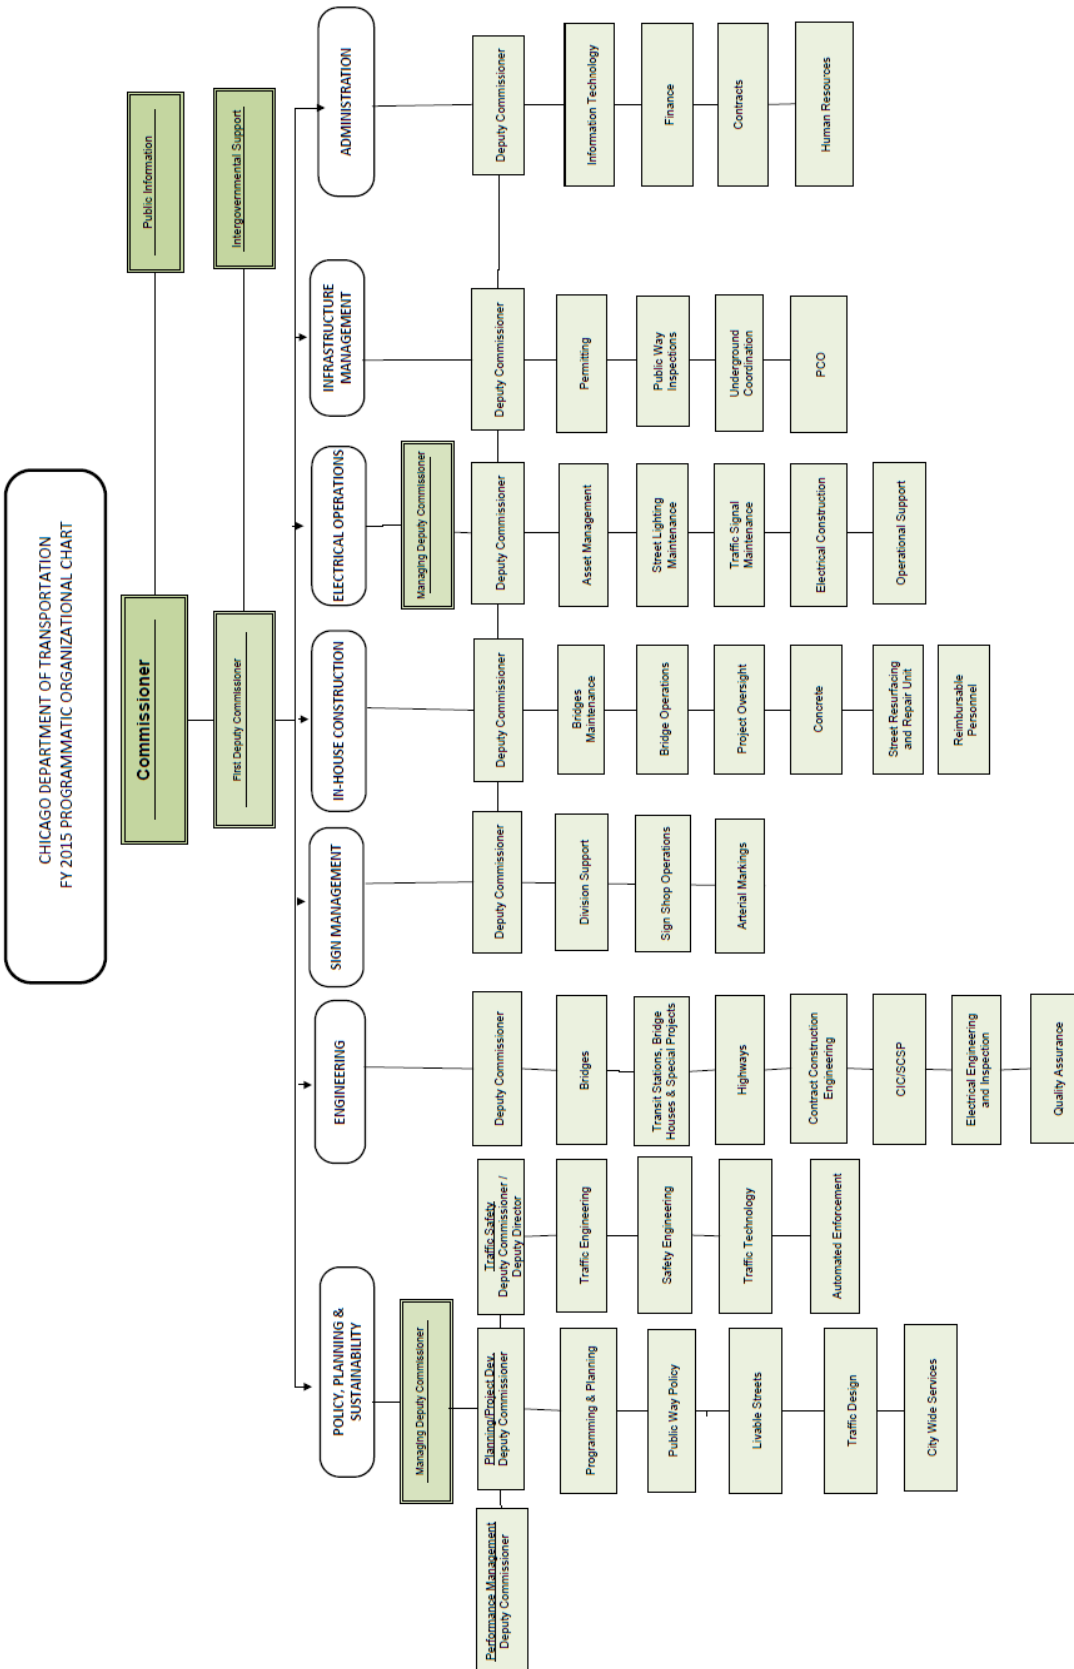 CHICAGO DEPARTMENT OF TRANSPORTATION
FY 2015 PROGRAMMATIC ORGANIZATIONAL CHART
Commissioner
Public Information
First Deputy Commissioner
Intergovernmental Support
POLICY, PLANNING &
SUSTAINABILITY
Managing Deputy Commissioner
Performance Management
Deputy Commissioner
Planning/Project Dev.
Deputy Commissioner
Programming & Planning
Public Way Policy
Livable Streets
Traffic Design
City Wide Services
Traffic Safety
Deputy Commissioner /
Deputy Director
Traffic Engineering
Safety Engineering
Traffic Technology
Automated Enforcement
ENGINEERING
Deputy Commissioner
Bridges
Transit Stations, Bridge
Houses & Special Projects
Highways
Contract Construction
Engineering
CIC/SCSP
Electrical Engineering
and Inspection
Quality Assurance
SIGN MANAGEMENT
Deputy Commissioner
Division Support
Sign Shop Operations
Arterial Markings
IN-HOUSE CONSTRUCTION
Deputy Commissioner
Bridges
Maintenance
Bridge Operations
Project Oversight
Concrete
Street Resurfacing
and Repair Unit
Reimbursable
Personnel
ELECTRICAL OPERATIONS
Managing Deputy Commissioner
Deputy Commissioner
Asset Management
Street Lighting
Maintenance
Traffic Signal
Maintenance
Electrical Construction
Operational Support
INFRASTRUCTURE
MANAGEMENT
Deputy Commissioner
Permitting
Public Way
Inspections
Underground
Coordination
PCO
ADMINISTRATION
Deputy Commissioner
Information Technology
Finance
Contracts
Human Resources